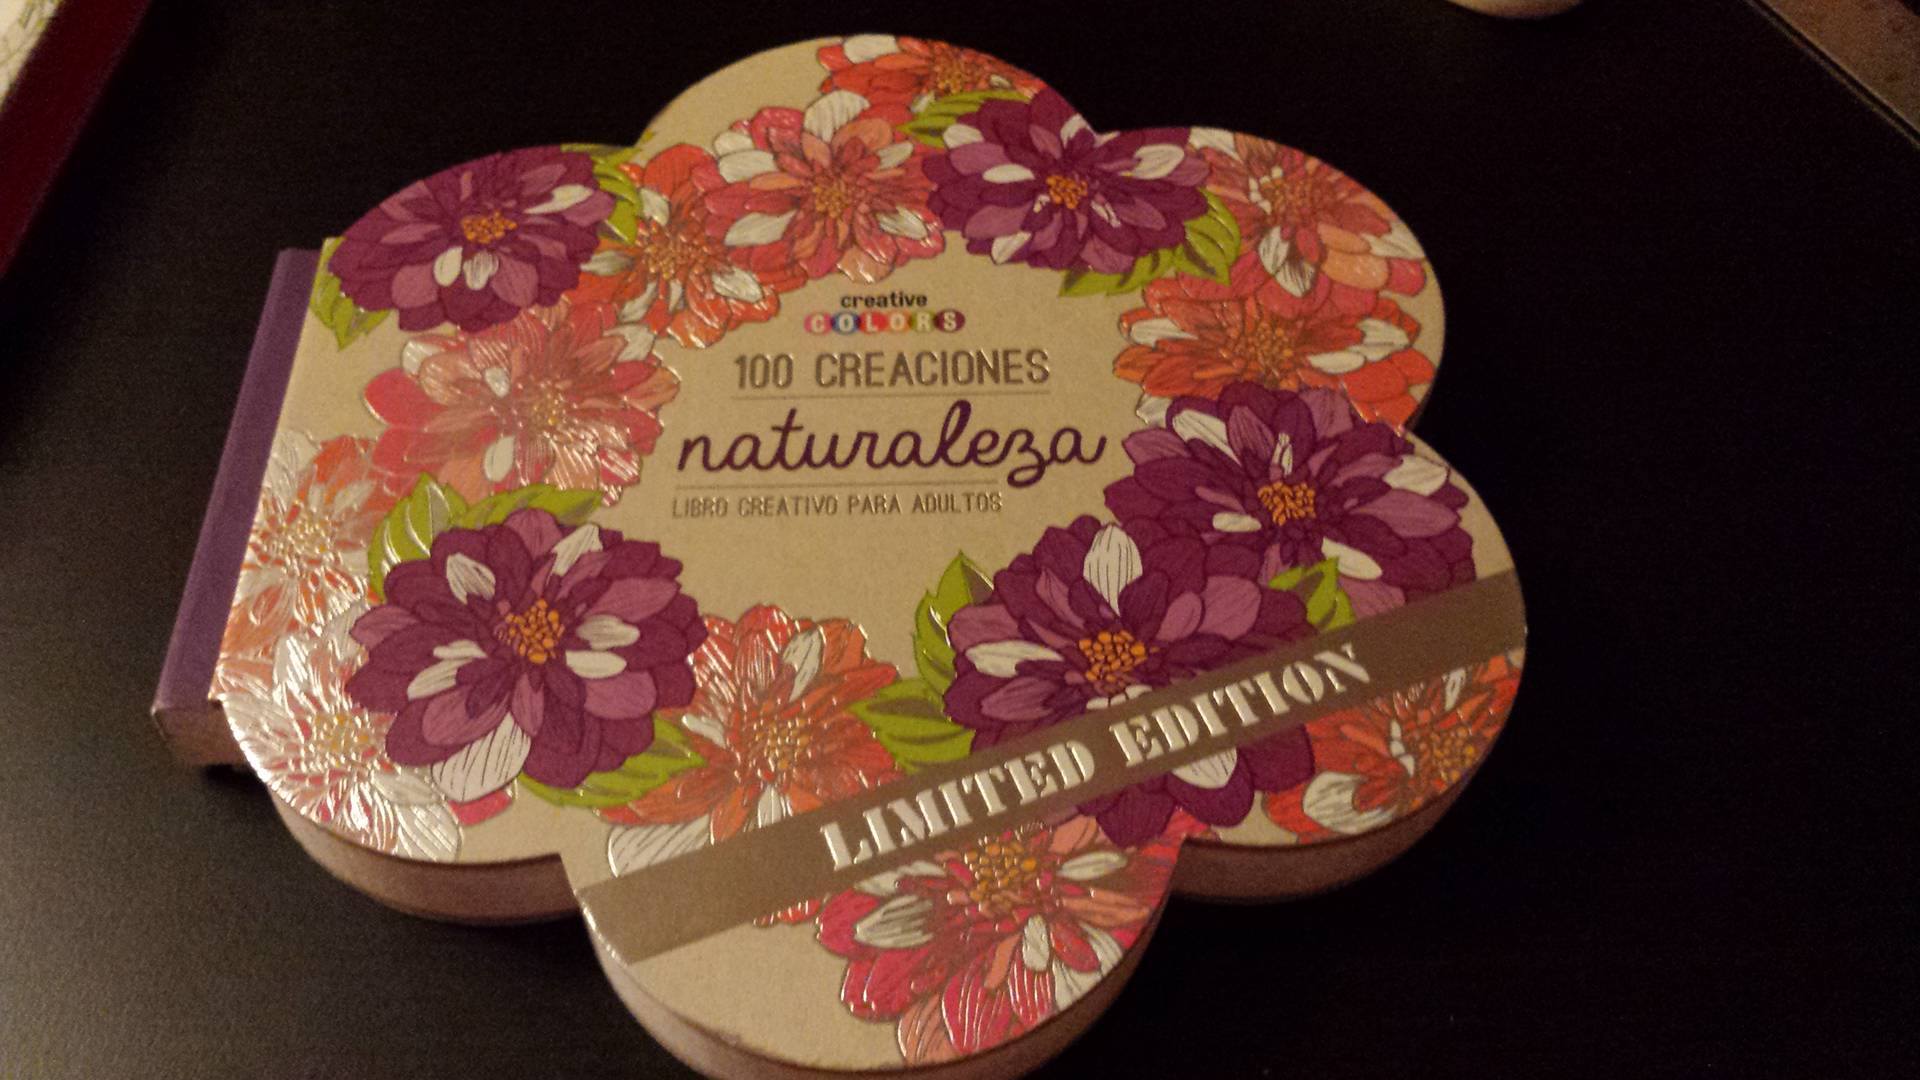 creative
COLORS
100 CREACIONES
naturaleza
LIBRO CREATIVO PARA ADULTOS
LIMITED EDITION